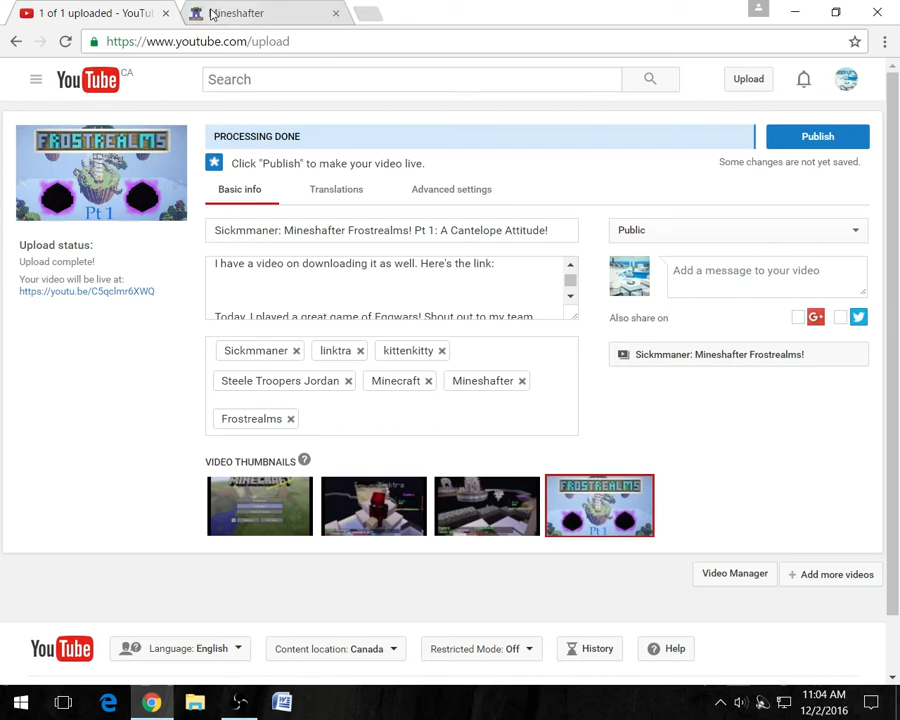 1 of 1 uploaded - YouTu
Mineshafter
https://www.youtube.com/upload
YouTube CA
Search
Upload
FROSTREALMS
Pt 1
PROCESSING DONE
Publish
Click "Publish" to make your video live.
Some changes are not yet saved.
Basic info
Translations
Advanced settings
Upload status:
Upload complete!
Your video will be live at:
https://youtu.be/C5qclmr6XWQ
Sickmmaner: Mineshafter Frostrealms! Pt 1: A Cantelope Attitude!
Public
I have a video on downloading it as well. Here's the link:
Today, I played a great game of Eggwars! Shout out to my team
Add a message to your video
Also share on
Sickmmaner: Mineshafter Frostrealms!
Sickmmaner
linktra
kittenkitty
Steele Troopers Jordan
Minecraft
Mineshafter
Frostrealms
VIDEO THUMBNAILS ?
FROSTREALMS
Pt 1
Video Manager
+ Add more videos
YouTube
Language: English
Content location: Canada
Restricted Mode: Off
History
Help
11:04 AM
12/2/2016